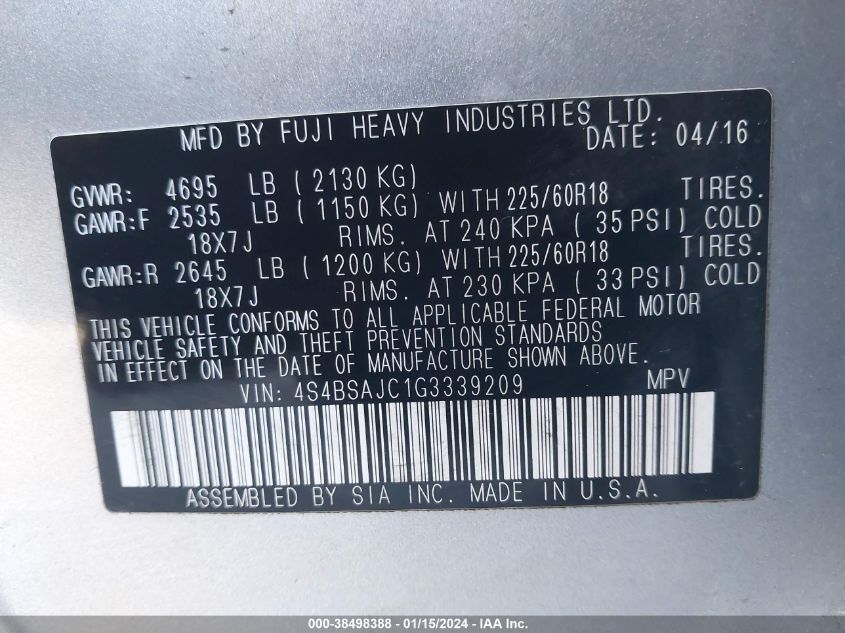 MFD BY FUJI HEAVY INDUSTRIES LTD.
DATE: 04/16
GVWR: 4695 LB ( 2130 KG)
GAWR:F 2535 LB ( 1150 KG) WITH 225/60R18 TIRES.
18X7J RIMS. AT 240 KPA ( 35 PSI) COLD
GAWR:R 2645 LB ( 1200 KG) WITH 225/60R18 TIRES.
18X7J RIMS. AT 230 KPA ( 33 PSI) COLD
THIS VEHICLE CONFORMS TO ALL APPLICABLE FEDERAL MOTOR
VEHICLE SAFETY AND THEFT PREVENTION STANDARDS
IN EFFECT ON THE DATE OF MANUFACTURE SHOWN ABOVE.
VIN: 4S4BSAJC1G3339209 MPV
ASSEMBLED BY SIA INC. MADE IN U.S.A.
000-38498388 - 01/15/2024 - IAA Inc.